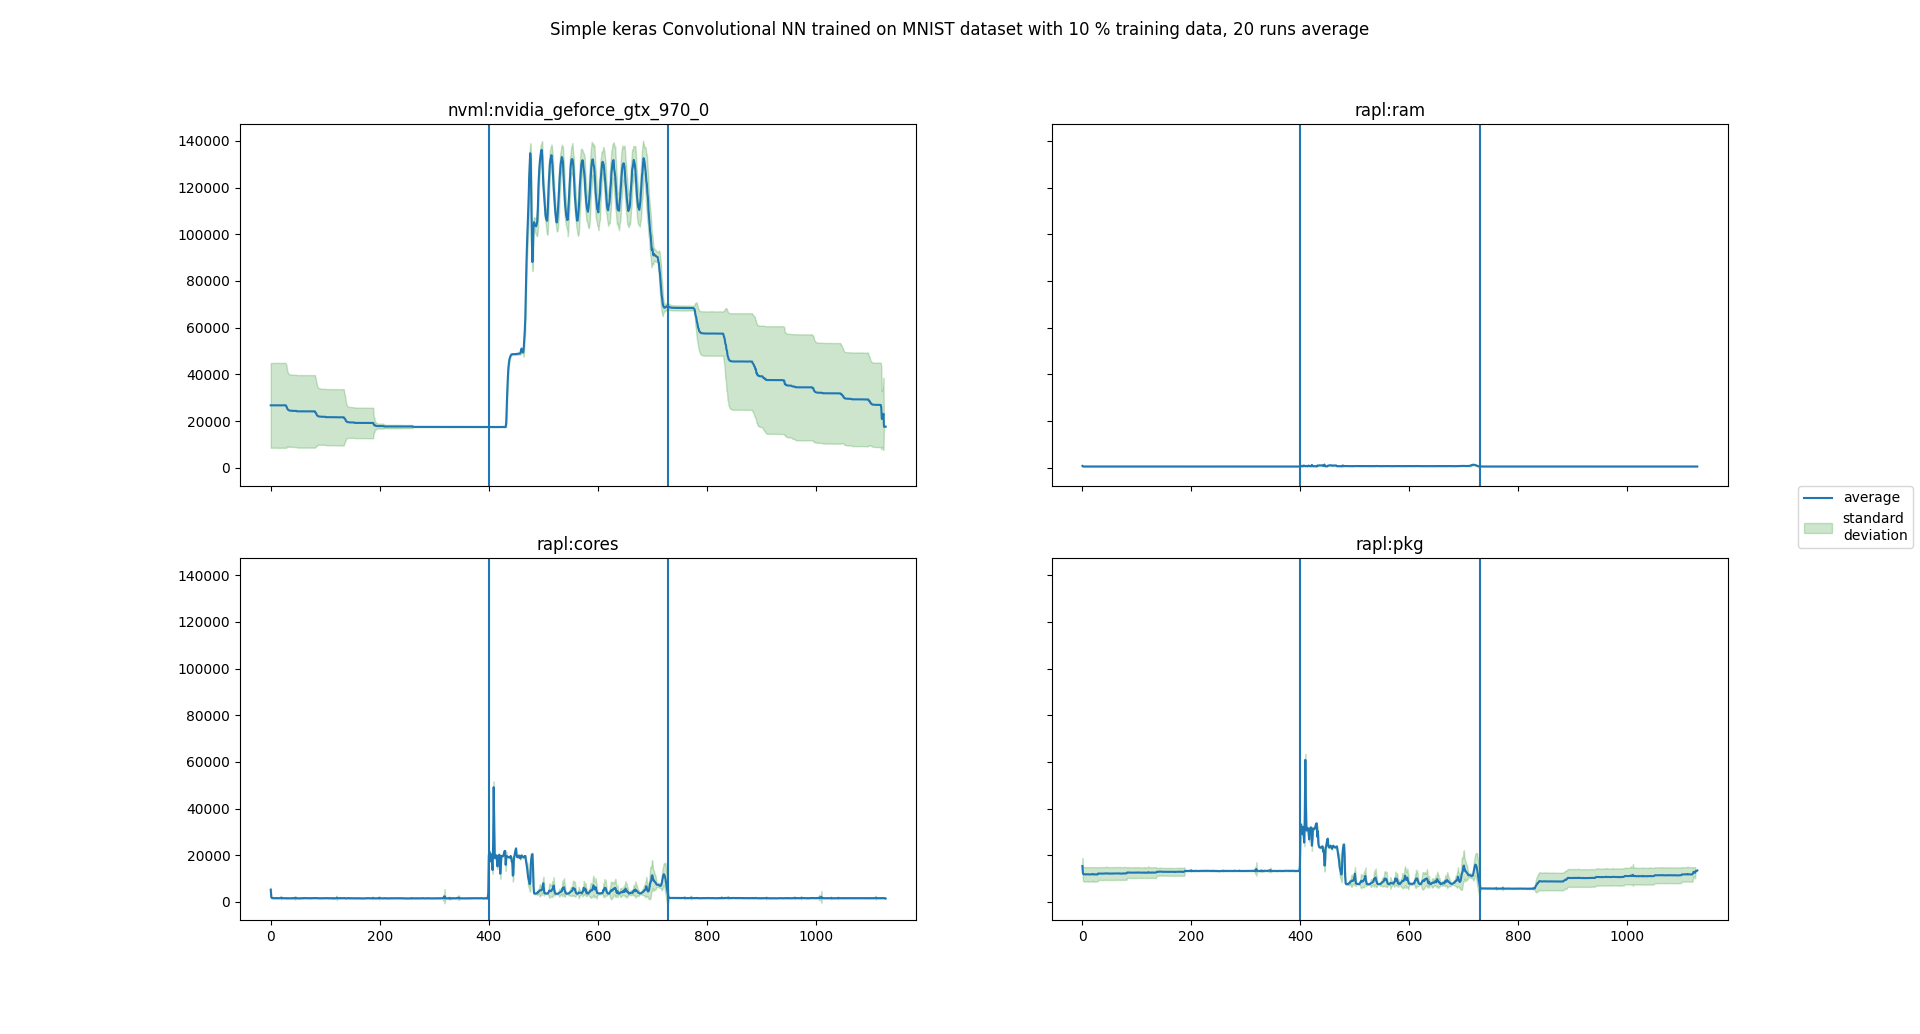 Simple keras Convolutional NN trained on MNIST dataset with 10 % training data, 20 runs average
nvml:nvidia_geforce_gtx_970_0
140000
120000
100000
80000
60000
40000
20000
0
rapl:ram
average
standard
deviation
rapl:cores
140000
120000
100000
80000
60000
40000
20000
0
0 200 400 600 800 1000
rapl:pkg
0 200 400 600 800 1000